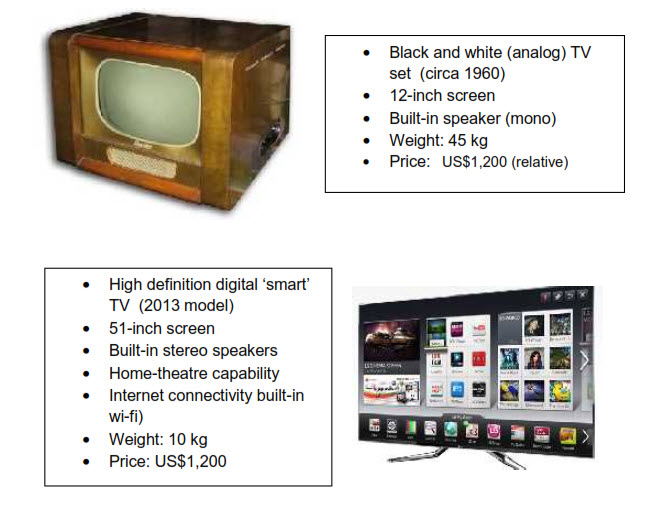 • Black and white (analog) TV
set (circa 1960)
• 12-inch screen
• Built-in speaker (mono)
• Weight: 45 kg
• Price: US$1,200 (relative)
• High definition digital ‘smart’
TV (2013 model)
• 51-inch screen
• Built-in stereo speakers
• Home-theatre capability
• Internet connectivity built-in
wi-fi)
• Weight: 10 kg
• Price: US$1,200